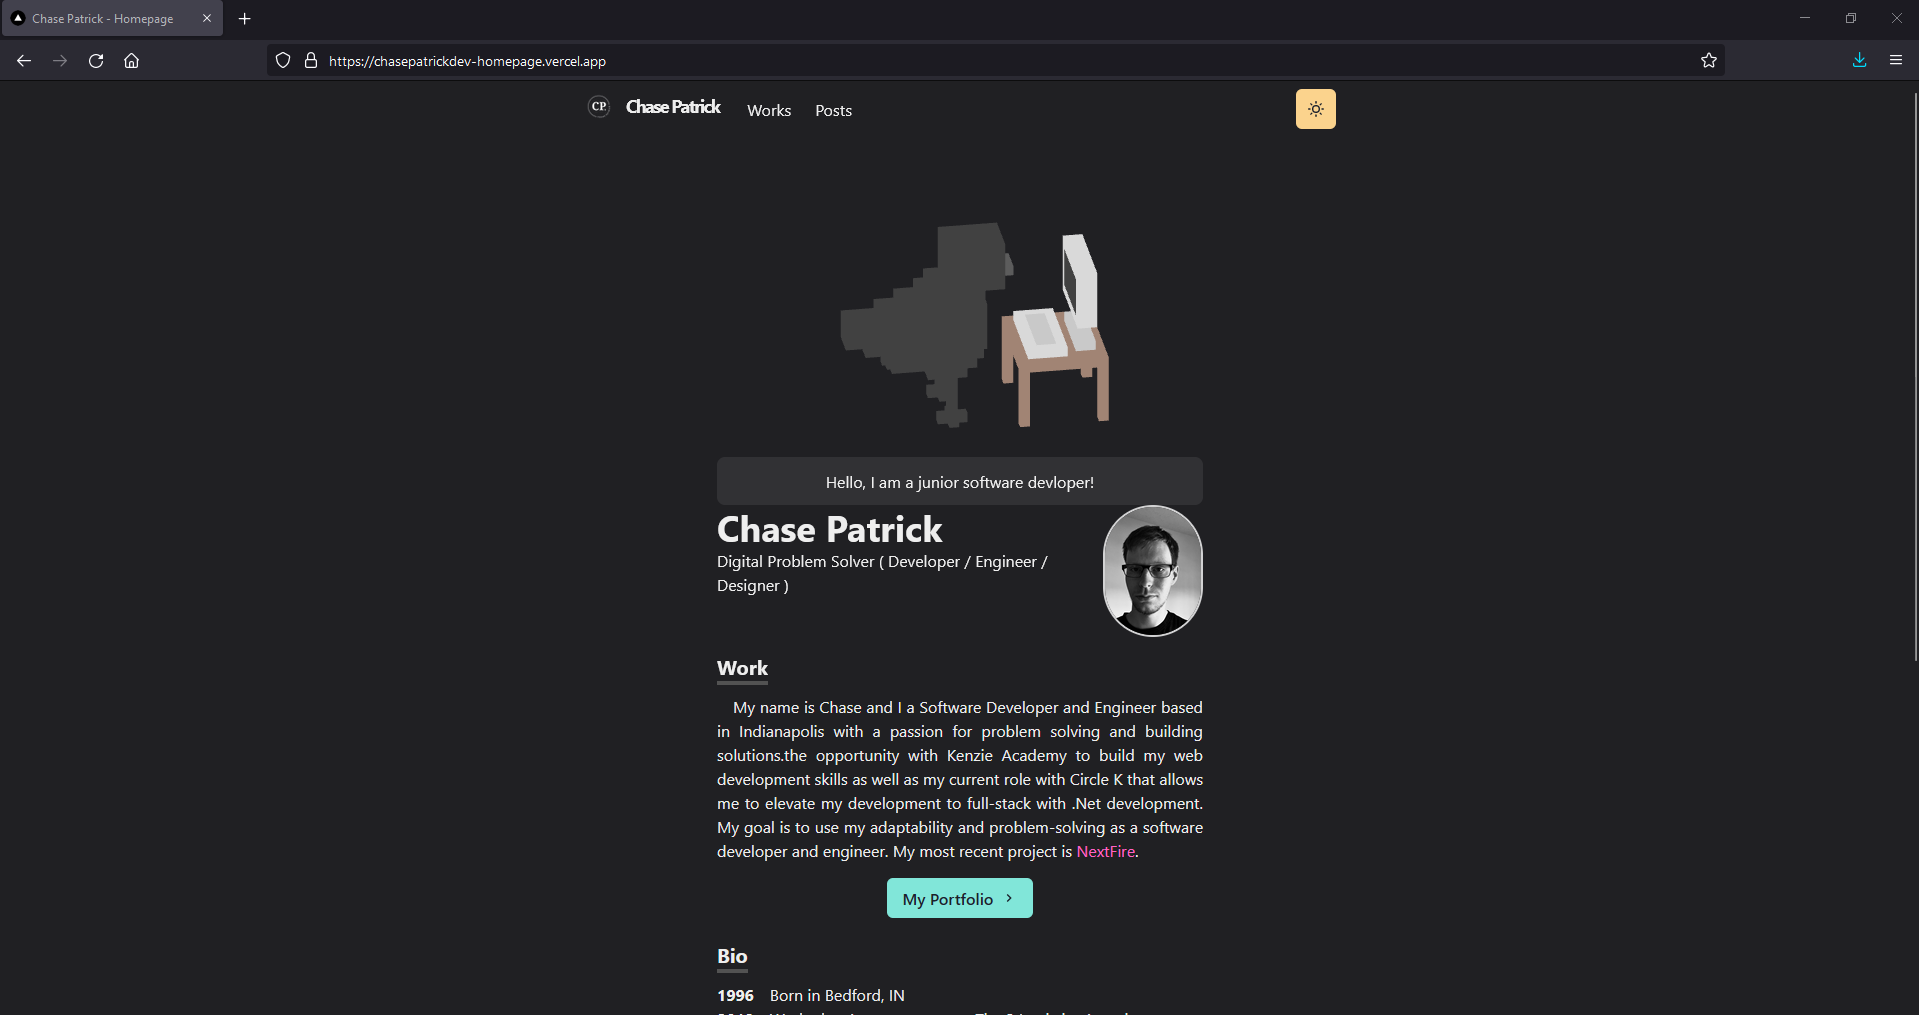 Chase Patrick - Homepage
https://chasepatrickdev-homepage.vercel.app
CP Chase Patrick Works Posts
Hello, I am a junior software devloper!
Chase Patrick
Digital Problem Solver ( Developer / Engineer /
Designer )
Work
My name is Chase and I a Software Developer and Engineer based
in Indianapolis with a passion for problem solving and building
solutions.the opportunity with Kenzie Academy to build my web
development skills as well as my current role with Circle K that allows
me to elevate my development to full-stack with .Net development.
My goal is to use my adaptability and problem-solving as a software
developer and engineer. My most recent project is NextFire.
My Portfolio
Bio
1996 Born in Bedford, IN